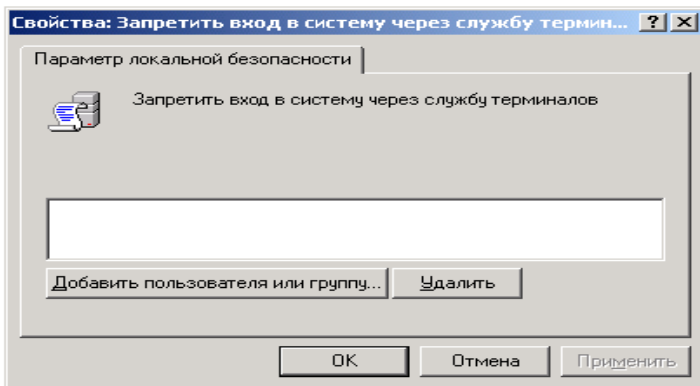 Свойства: Запретить вход в систему через службу термин...
Параметр локальной безопасности
Запретить вход в систему через службу терминалов
Добавить пользователя или группу...
Удалить
ОК
Отмена
Применить